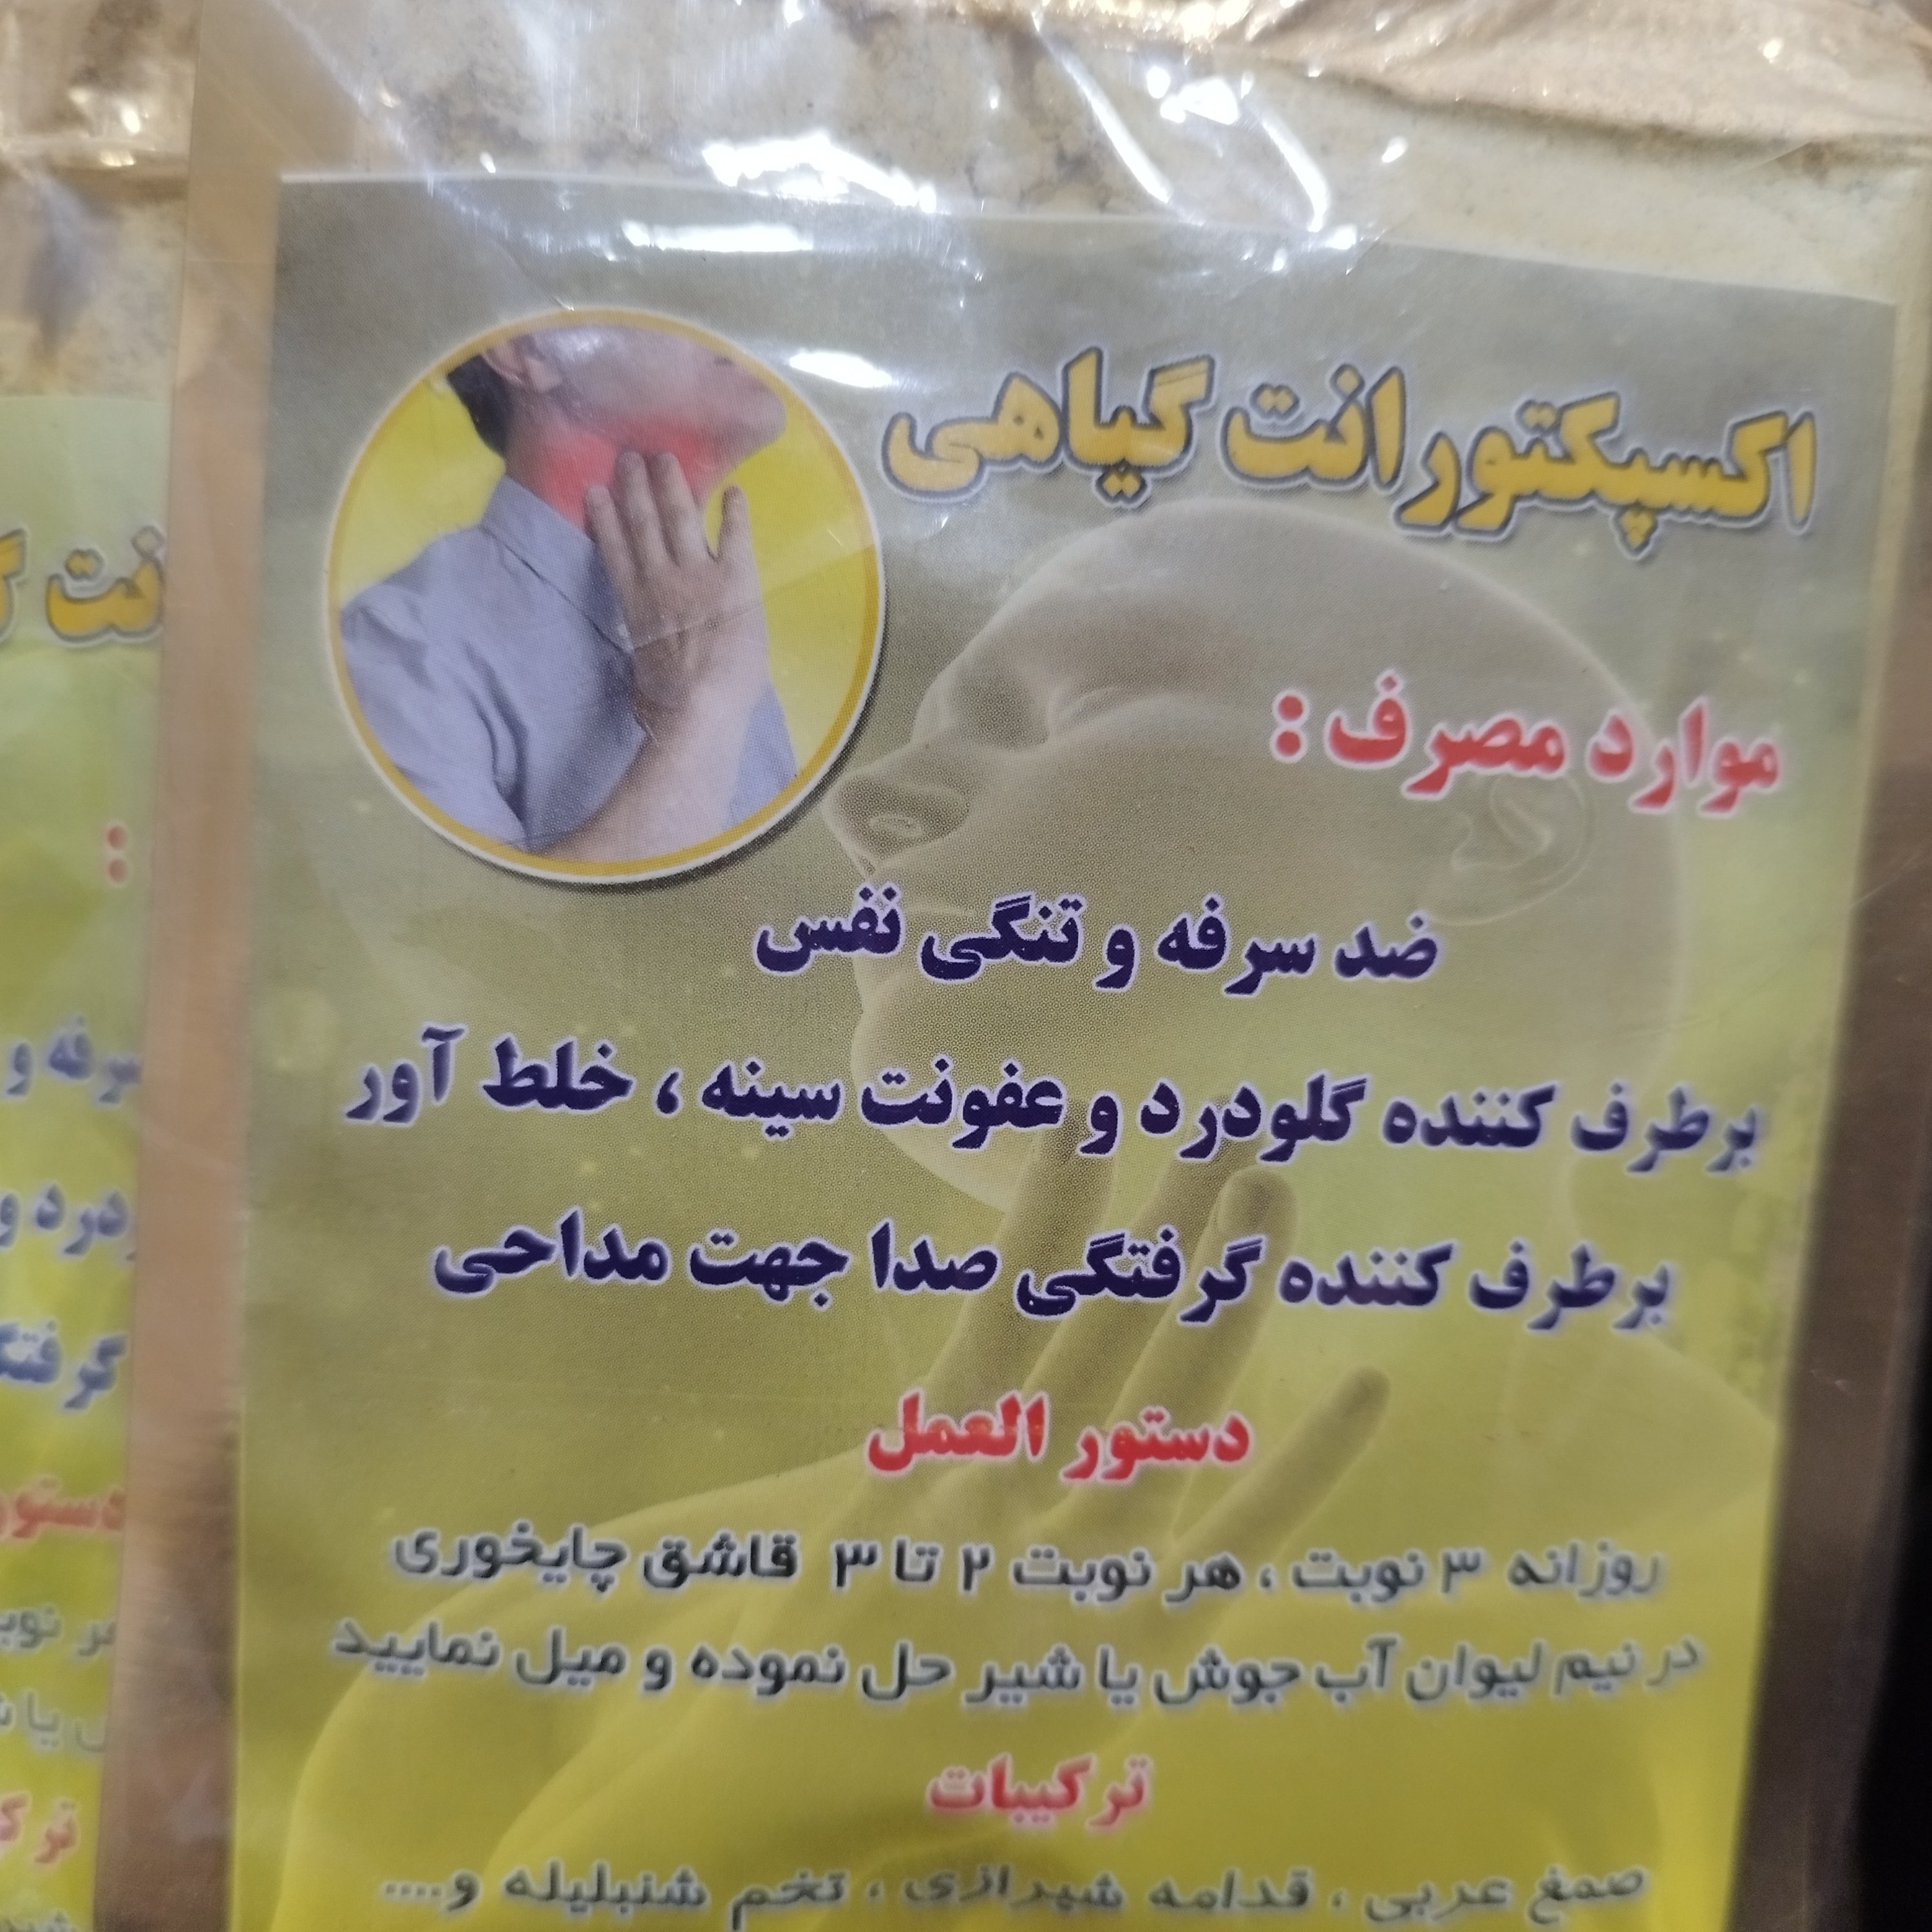 اکسپکتورانت گیاهی
موارد مصرف :
ضد سرفه و تنگی نفس
برطرف کننده گلودرد و عفونت سینه ، خلط آور
برطرف کننده گرفتگی صدا جهت مداحی
دستور العمل
روزانه ۳ نوبت ، هر نوبت ۲ تا ۳ قاشق چایخوری
در نیم لیوان آب جوش یا شیر حل نموده و میل نمایید
ترکیبات
صمغ عربی ، قدامه شیرازی ، تخم شنبلیله و....